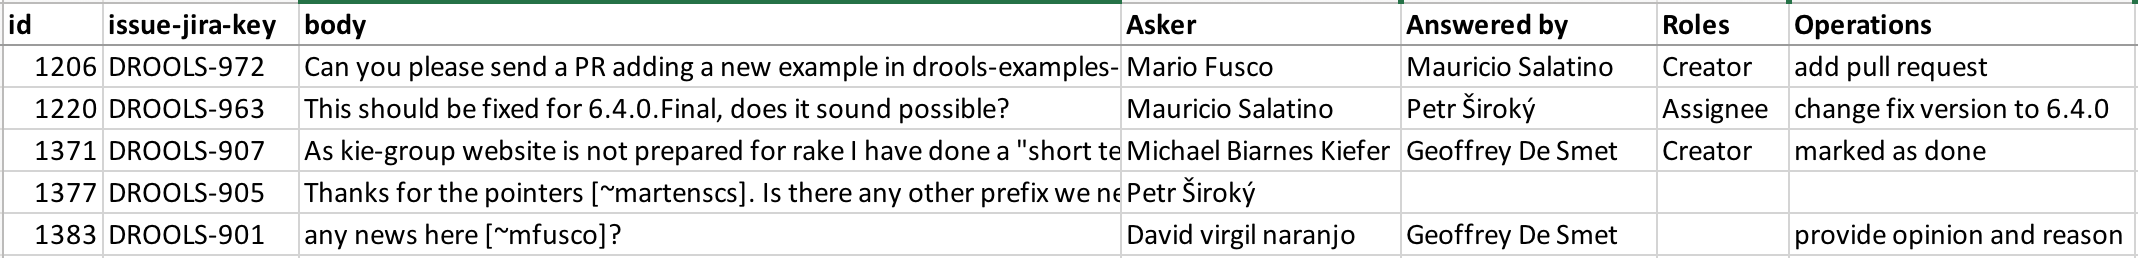 id issue-jira-key body Asker Answered by Roles Operations
1206 DROOLS-972 Can you please send a PR adding a new example in drools-examples- Mario Fusco Mauricio Salatino Creator add pull request
1220 DROOLS-963 This should be fixed for 6.4.0.Final, does it sound possible? Mauricio Salatino Petr Široký Assignee change fix version to 6.4.0
1371 DROOLS-907 As kie-group website is not prepared for rake I have done a "short te Michael Biarnes Kiefer Geoffrey De Smet Creator marked as done
1377 DROOLS-905 Thanks for the pointers [~martenscs]. Is there any other prefix we ne Petr Široký
1383 DROOLS-901 any news here [~mfusco]? David virgil naranjo Geoffrey De Smet provide opinion and reason